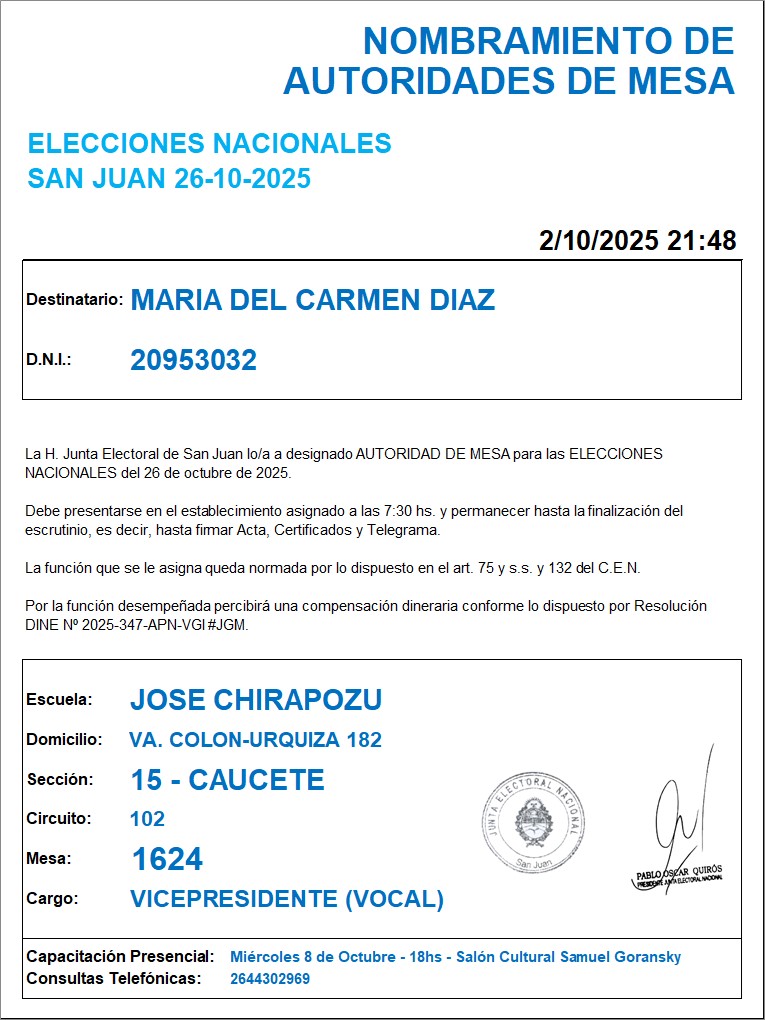 NOMBRAMIENTO DE
AUTORIDADES DE MESA
ELECCIONES NACIONALES
SAN JUAN 26-10-2025
2/10/2025 21:48
Destinatario: MARIA DEL CARMEN DIAZ
D.N.I.: 20953032
La H. Junta Electoral de San Juan lo/a a designado AUTORIDAD DE MESA para las ELECCIONES
NACIONALES del 26 de octubre de 2025.
Debe presentarse en el establecimiento asignado a las 7:30 hs. y permanecer hasta la finalización del
escrutinio, es decir, hasta firmar Acta, Certificados y Telegrama.
La función que se le asigna queda normada por lo dispuesto en el art. 75 y s.s. y 132 del C.E.N.
Por la función desempeñada percibirá una compensación dineraria conforme lo dispuesto por Resolución
DINE Nº 2025-347-APN-VGI#JGM.
Escuela: JOSE CHIRAPOZU
Domicilio: VA. COLON-URQUIZA 182
Sección: 15 - CAUCETE
Circuito: 102
Mesa: 1624
Cargo: VICEPRESIDENTE (VOCAL)
JUNTA ELECTORAL NACIONAL
San Juan
PABLO OSCAR QUIRÓS
PRESIDENTE JUNTA ELECTORAL NACIONAL
Capacitación Presencial: Miércoles 8 de Octubre - 18hs - Salón Cultural Samuel Goransky
Consultas Telefónicas: 2644302969